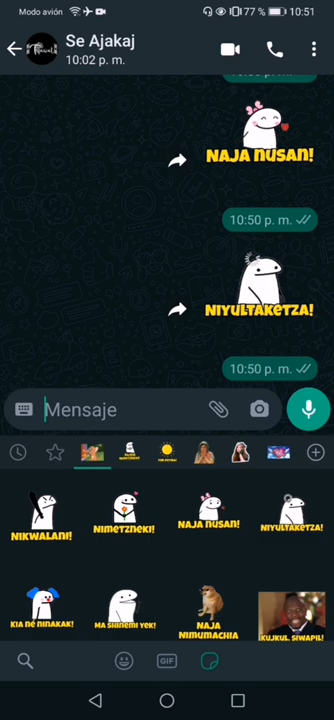 Modo avión
77 %
10:51
Se Ajakaj
10:02 p. m.
NAJA NUSAN!
10:50 p. m.
NIYULTAKETZA!
10:50 p. m.
Mensaje
NIKWALANI!
NIMETZNEKI!
NAJA NUSAN!
NIYULTAKETZA!
KIA NÉ NINAKAK!
MA SHINEMI YEK!
NAJA
NIMUMACHIA
¡KUJKUL, SIWAPIL!
GIF